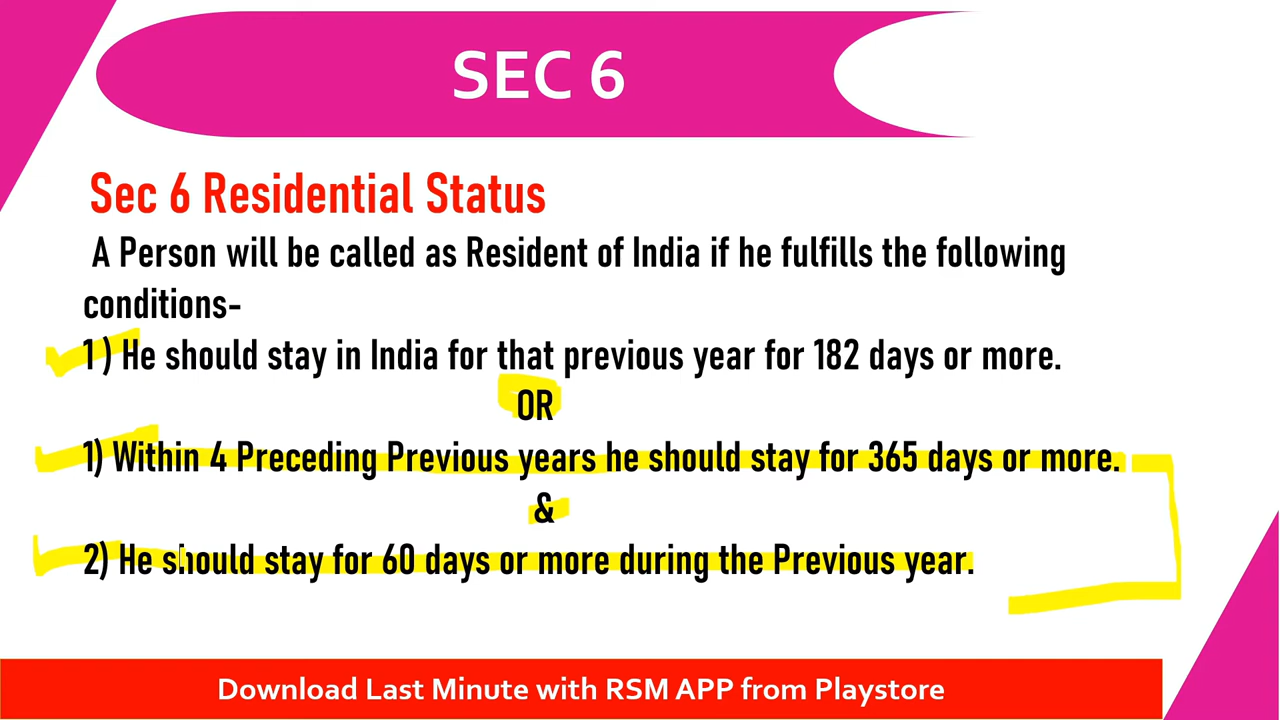 SEC 6
Sec 6 Residential Status
A Person will be called as Resident of India if he fulfills the following
conditions-
1) He should stay in India for that previous year for 182 days or more.
OR
1) Within 4 Preceding Previous years he should stay for 365 days or more.
&
2) He should stay for 60 days or more during the Previous year.
Download Last Minute with RSM APP from Playstore